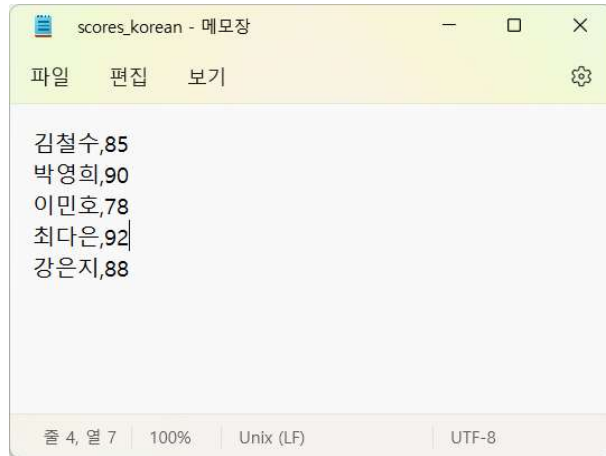 scores_korean - 메모장
파일 편집 보기
김철수,85
박영희,90
이민호,78
최다은,92
강은지,88
줄 4, 열 7 100% Unix (LF) UTF-8